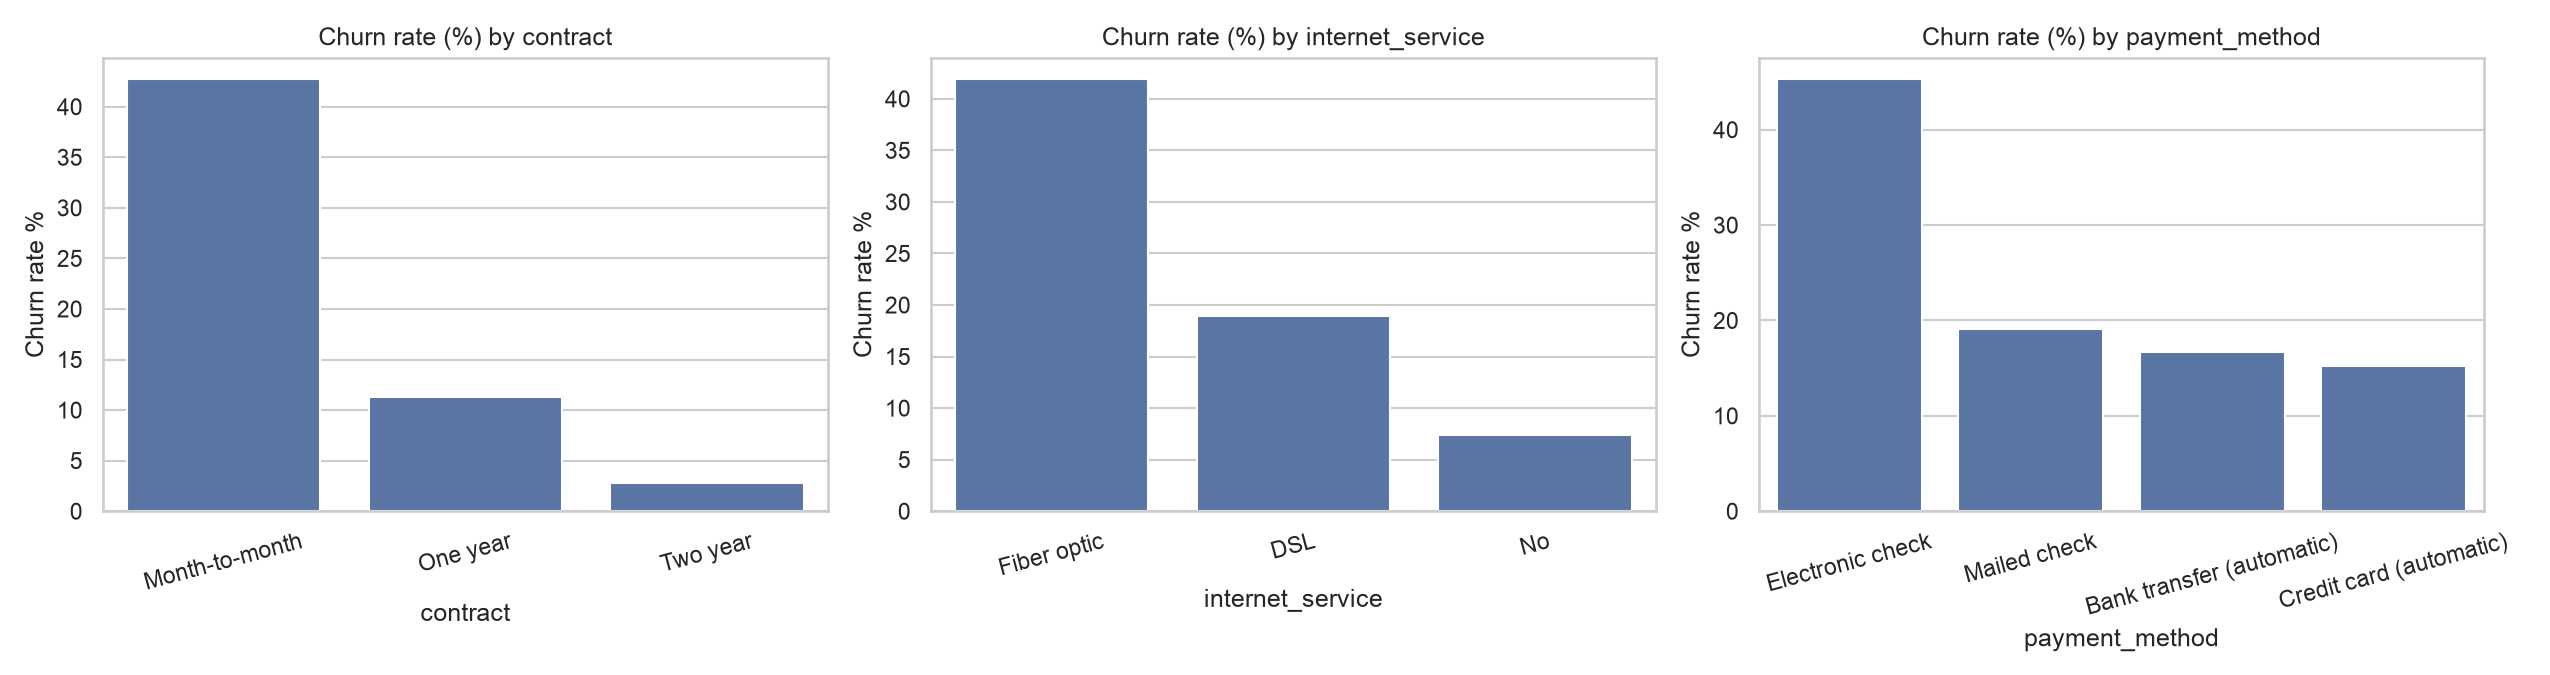 Churn rate (%) by contract
Churn rate %
40
35
30
25
20
15
10
5
0
Month-to-month
One year
Two year
contract
Churn rate (%) by internet_service
Churn rate %
40
35
30
25
20
15
10
5
0
Fiber optic
DSL
No
internet_service
Churn rate (%) by payment_method
Churn rate %
40
30
20
10
0
Electronic check
Mailed check
Bank transfer (automatic)
Credit card (automatic)
payment_method